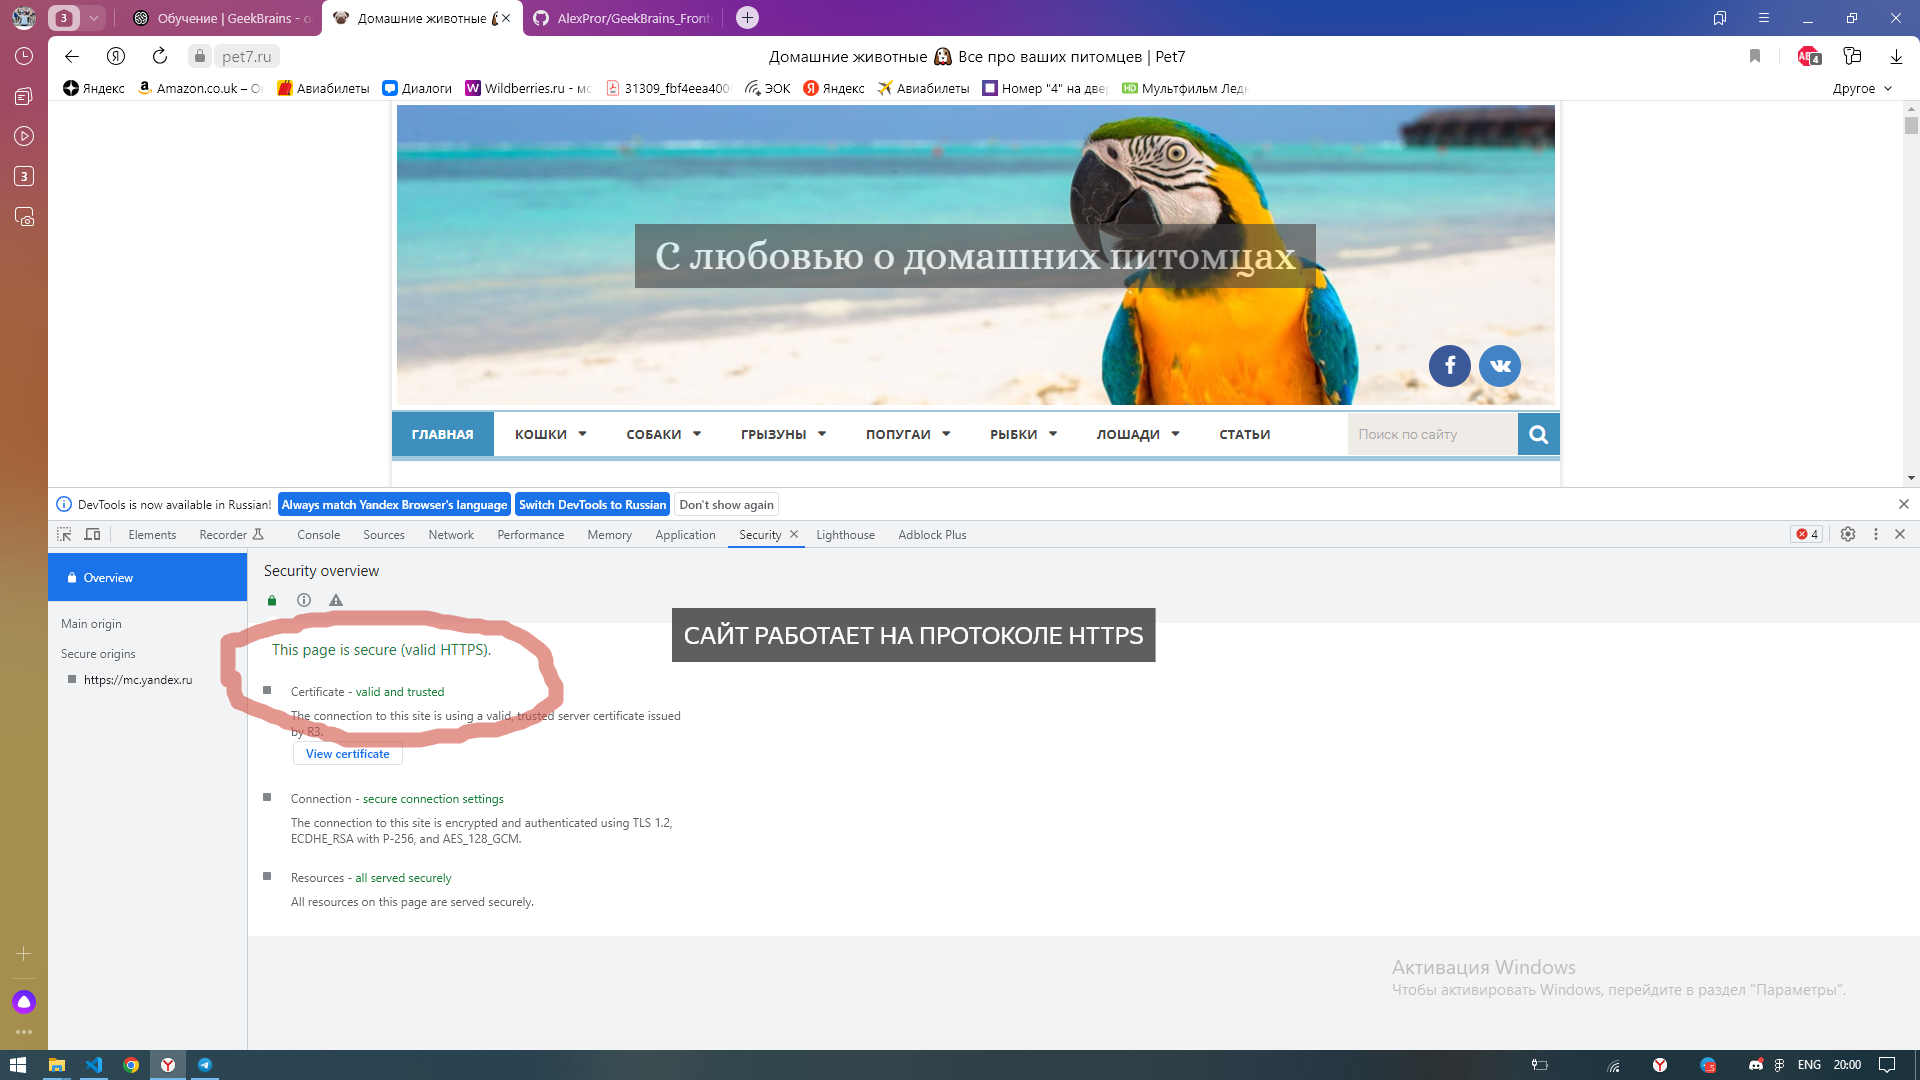 3
Обучение | GeekBrains - о
Домашние животные
AlexPror/GeekBrains_Front
pet7.ru
Домашние животные Все про ваших питомцев | Pet7
4
Яндекс
Amazon.co.uk – О
Авиабилеты
Диалоги
Wildberries.ru - мо
31309_fbf4eea400
ЭОК
Яндекс
Авиабилеты
Номер "4" на две
Мультфильм Лед
Другое
3
С любовью о домашних питомцах
ГЛАВНАЯ
КОШКИ
СОБАКИ
ГРЫЗУНЫ
ПОПУГАИ
РЫБКИ
ЛОШАДИ
СТАТЬИ
Поиск по сайту
DevTools is now available in Russian!
Always match Yandex Browser's language
Switch DevTools to Russian
Don't show again
Elements
Recorder
Console
Sources
Network
Performance
Memory
Application
Security
Lighthouse
Adblock Plus
4
Overview
Main origin
Secure origins
https://mc.yandex.ru
Security overview
САЙТ РАБОТАЕТ НА ПРОТОКОЛЕ HTTPS
This page is secure (valid HTTPS).
Certificate - valid and trusted
The connection to this site is using a valid, trusted server certificate issued
by R3.
View certificate
Connection - secure connection settings
The connection to this site is encrypted and authenticated using TLS 1.2,
ECDHE_RSA with P-256, and AES_128_GCM.
Resources - all served securely
All resources on this page are served securely.
Активация Windows
Чтобы активировать Windows, перейдите в раздел "Параметры".
ENG
20:00